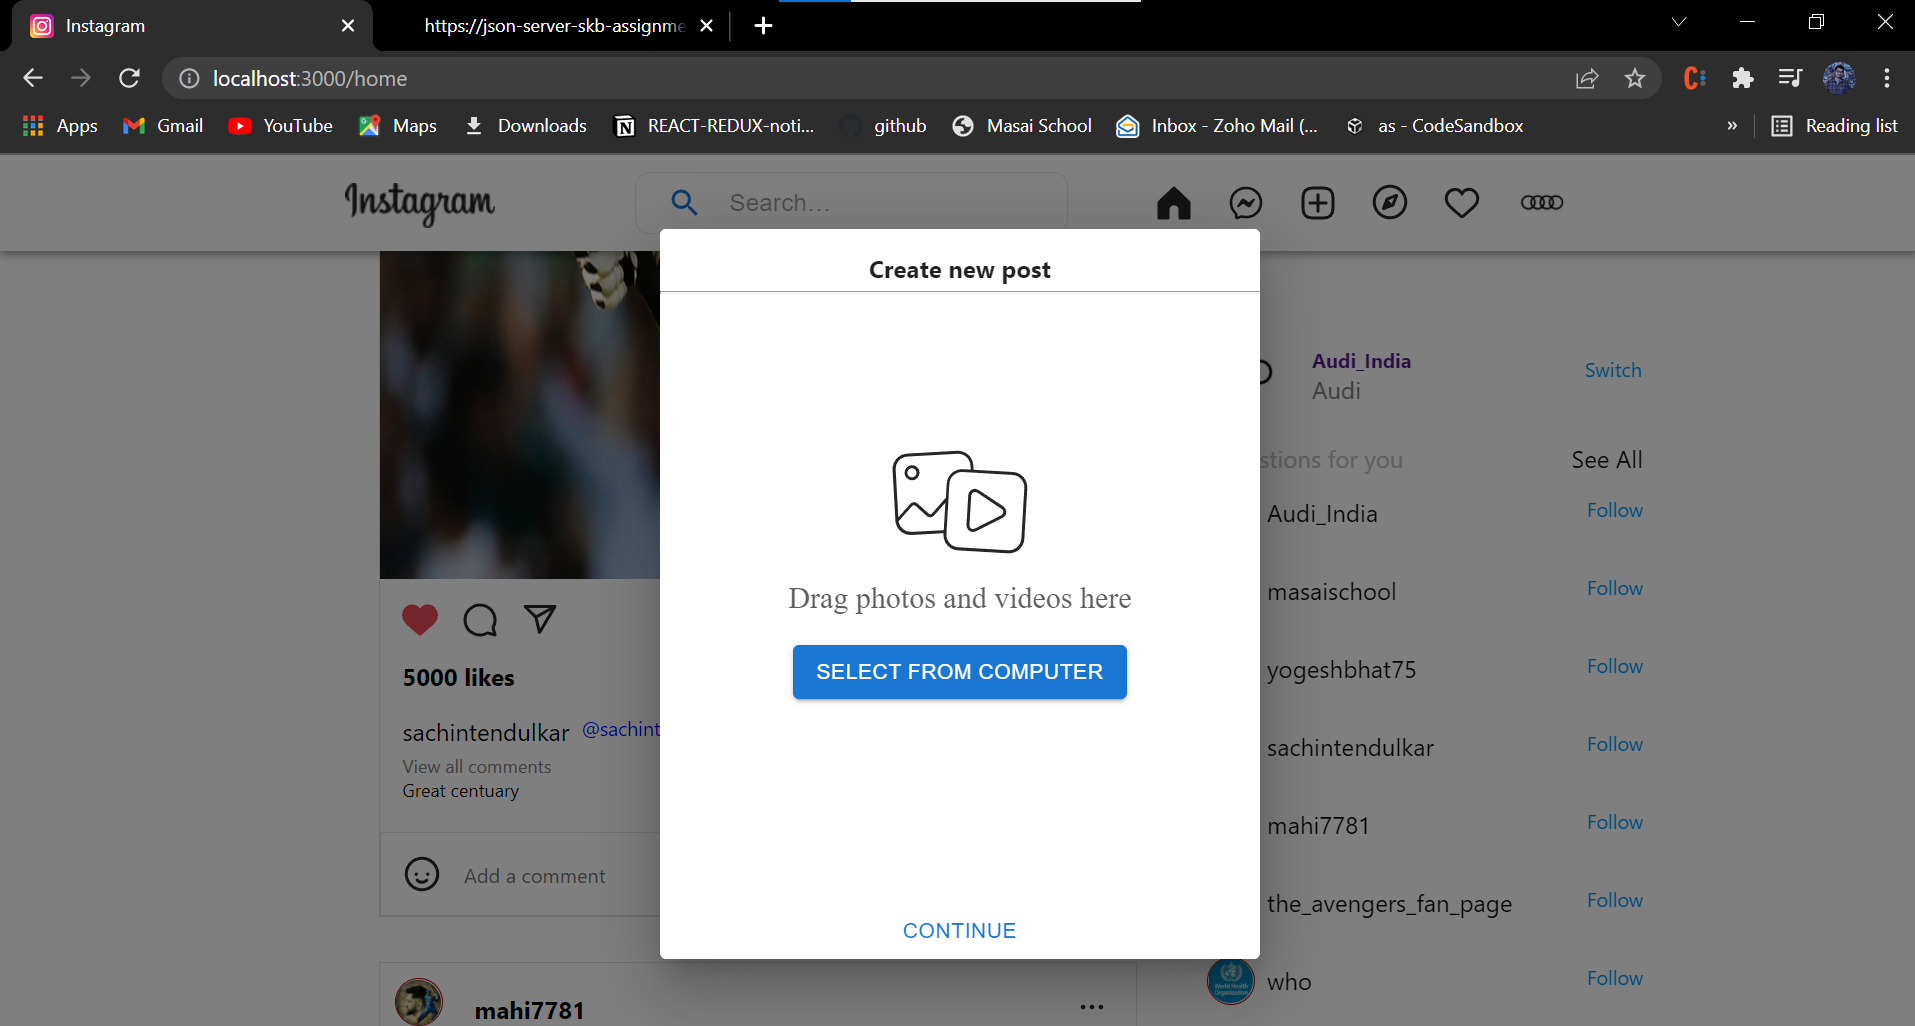 Instagram
https://json-server-skb-assignme
localhost:3000/home
Apps
Gmail
YouTube
Maps
Downloads
REACT-REDUX-noti...
github
Masai School
Inbox - Zoho Mail (...
as - CodeSandbox
»
Reading list
Instagram
Search...
Create new post
Drag photos and videos here
SELECT FROM COMPUTER
CONTINUE
5000 likes
sachintendulkar @sachint
View all comments
Great centuary
Add a comment
mahi7781
Audi_India
Audi
Switch
stions for you
See All
Audi_India
Follow
masaischool
Follow
yogeshbhat75
Follow
sachintendulkar
Follow
mahi7781
Follow
the_avengers_fan_page
Follow
World Health
Organization
who
Follow